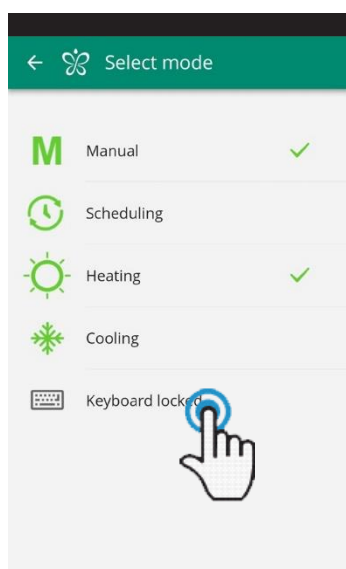 Select mode
M Manual
Scheduling
Heating
Cooling
Keyboard locked